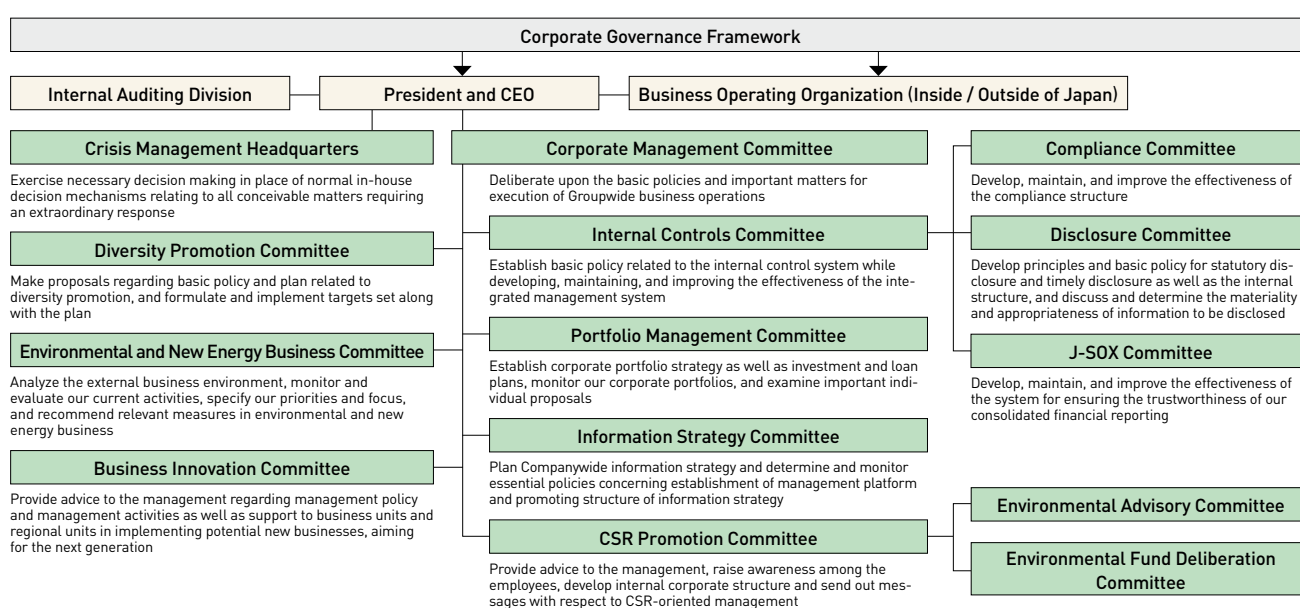 Corporate Governance Framework
Internal Auditing Division
President and CEO
Business Operating Organization (Inside / Outside of Japan)
Crisis Management Headquarters
Exercise necessary decision making in place of normal in-house
decision mechanisms relating to all conceivable matters requiring
an extraordinary response
Diversity Promotion Committee
Make proposals regarding basic policy and plan related to
diversity promotion, and formulate and implement targets set along
with the plan
Environmental and New Energy Business Committee
Analyze the external business environment, monitor and
evaluate our current activities, specify our priorities and focus,
and recommend relevant measures in environmental and new
energy business
Business Innovation Committee
Provide advice to the management regarding management policy
and management activities as well as support to business units and
regional units in implementing potential new businesses, aiming
for the next generation
Corporate Management Committee
Deliberate upon the basic policies and important matters for
execution of Groupwide business operations
Internal Controls Committee
Establish basic policy related to the internal control system while
developing, maintaining, and improving the effectiveness of the inte-
grated management system
Portfolio Management Committee
Establish corporate portfolio strategy as well as investment and loan
plans, monitor our corporate portfolios, and examine important indi-
vidual proposals
Information Strategy Committee
Plan Companywide information strategy and determine and monitor
essential policies concerning establishment of management platform
and promoting structure of information strategy
CSR Promotion Committee
Provide advice to the management, raise awareness among the
employees, develop internal corporate structure and send out mes-
sages with respect to CSR-oriented management
Compliance Committee
Develop, maintain, and improve the effectiveness of
the compliance structure
Disclosure Committee
Develop principles and basic policy for statutory dis-
closure and timely disclosure as well as the internal
structure, and discuss and determine the materiality
and appropriateness of information to be disclosed
J-SOX Committee
Develop, maintain, and improve the effectiveness of
the system for ensuring the trustworthiness of our
consolidated financial reporting
Environmental Advisory Committee
Environmental Fund Deliberation
Committee